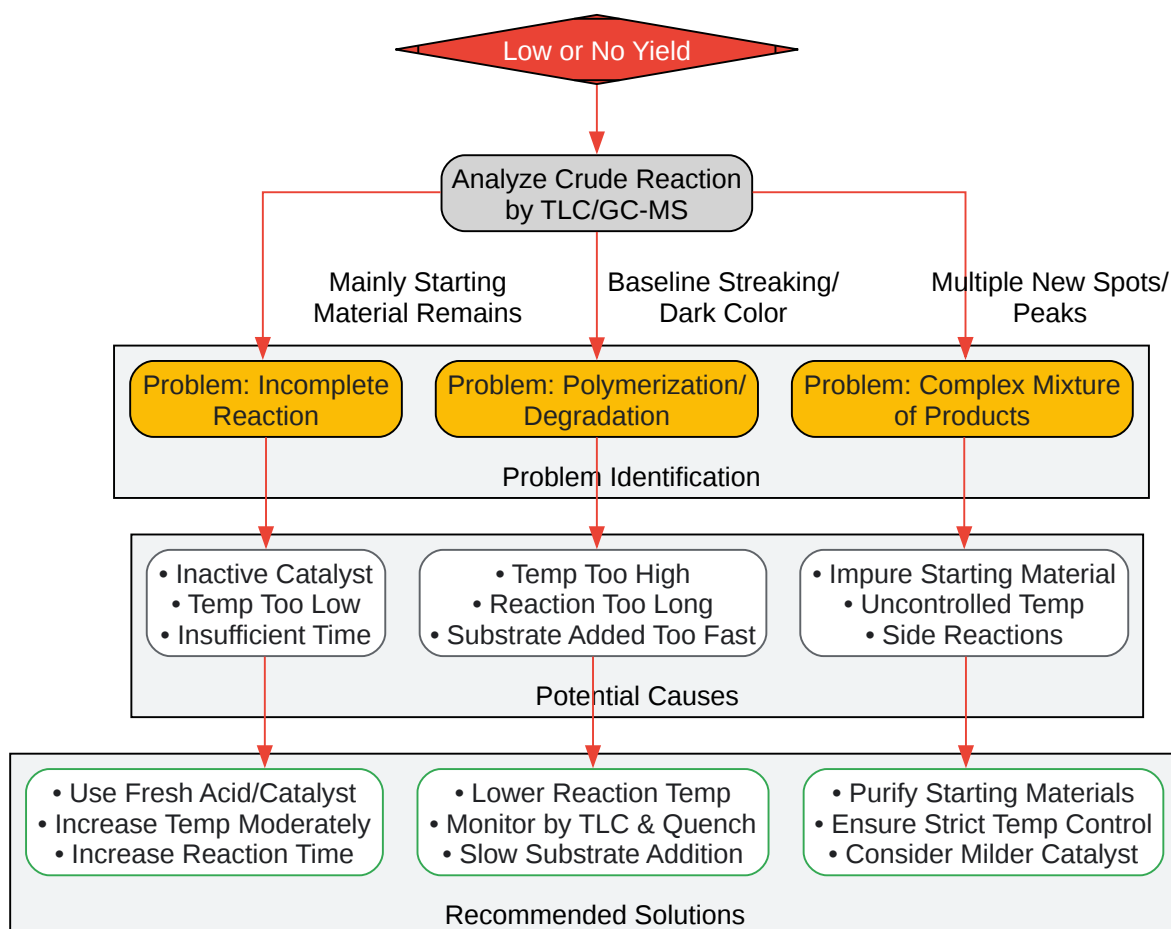 Low or No Yield
Analyze Crude Reaction
by TLC/GC-MS
Mainly Starting
Material Remains
Baseline Streaking/
Dark Color
Multiple New Spots/
Peaks
Problem: Incomplete
Reaction
Problem: Polymerization/
Degradation
Problem: Complex Mixture
of Products
Problem Identification
• Inactive Catalyst
• Temp Too Low
• Insufficient Time
• Temp Too High
• Reaction Too Long
• Substrate Added Too Fast
• Impure Starting Material
• Uncontrolled Temp
• Side Reactions
Potential Causes
• Use Fresh Acid/Catalyst
• Increase Temp Moderately
• Increase Reaction Time
• Lower Reaction Temp
• Monitor by TLC & Quench
• Slow Substrate Addition
• Purify Starting Materials
• Ensure Strict Temp Control
• Consider Milder Catalyst
Recommended Solutions